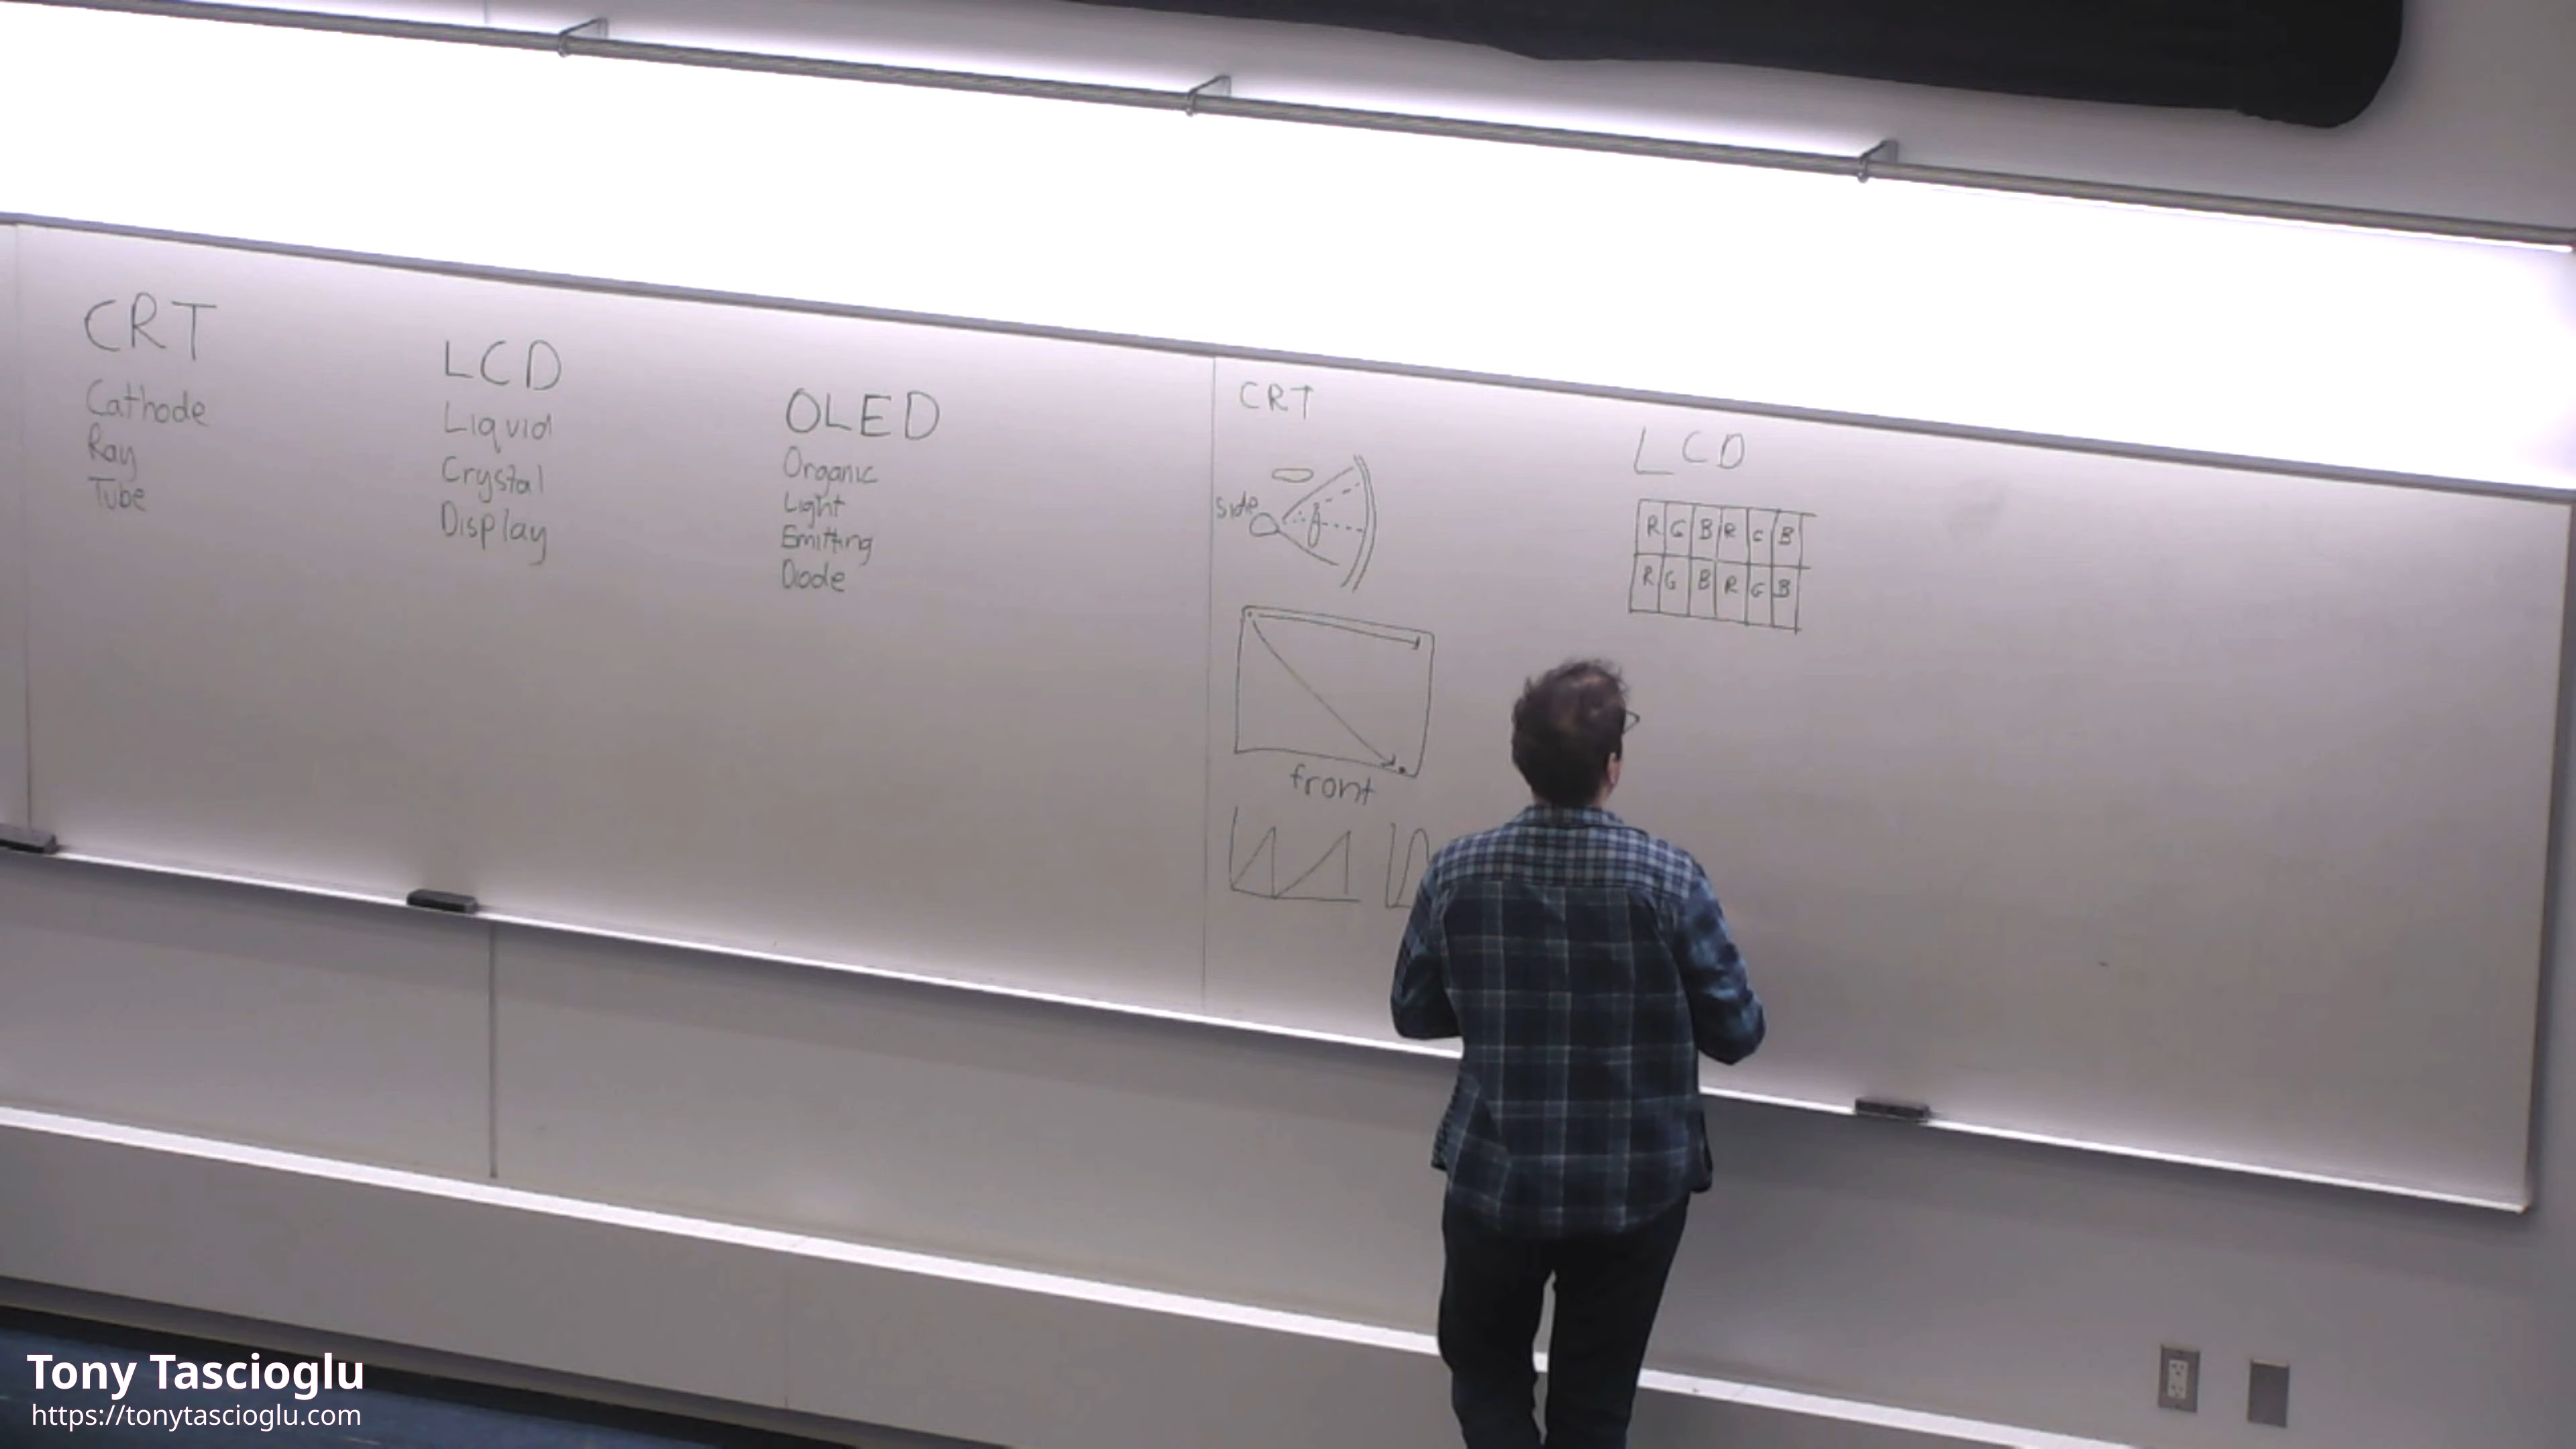 CRT
Cathode
Ray
Tube
LCD
Liquid
Crystal
Display
OLED
Organic
Light
Emitting
Diode
CRT
side
front
LCD
R G B R G B
R G B R G B
Tony Tascioglu
https://tonytascioglu.com